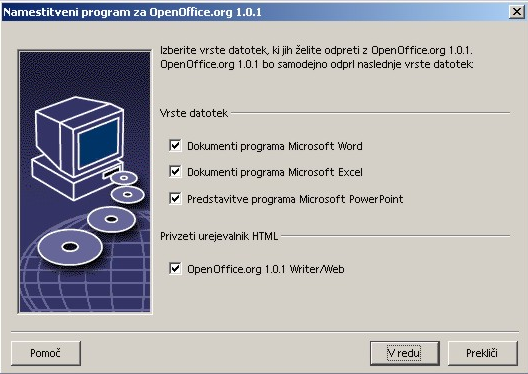 Namestitveni program za OpenOffice.org 1.0.1
Izberite vrste datotek, ki jih želite odpreti z OpenOffice.org 1.0.1.
OpenOffice.org 1.0.1 bo samodejno odprl naslednje vrste datotek:
Vrste datotek
Dokumenti programa Microsoft Word
Dokumenti programa Microsoft Excel
Predstavitve programa Microsoft PowerPoint
Privzeti urejevalnik HTML
OpenOffice.org 1.0.1 Writer/Web
Pomoč
V redu
Prekliči